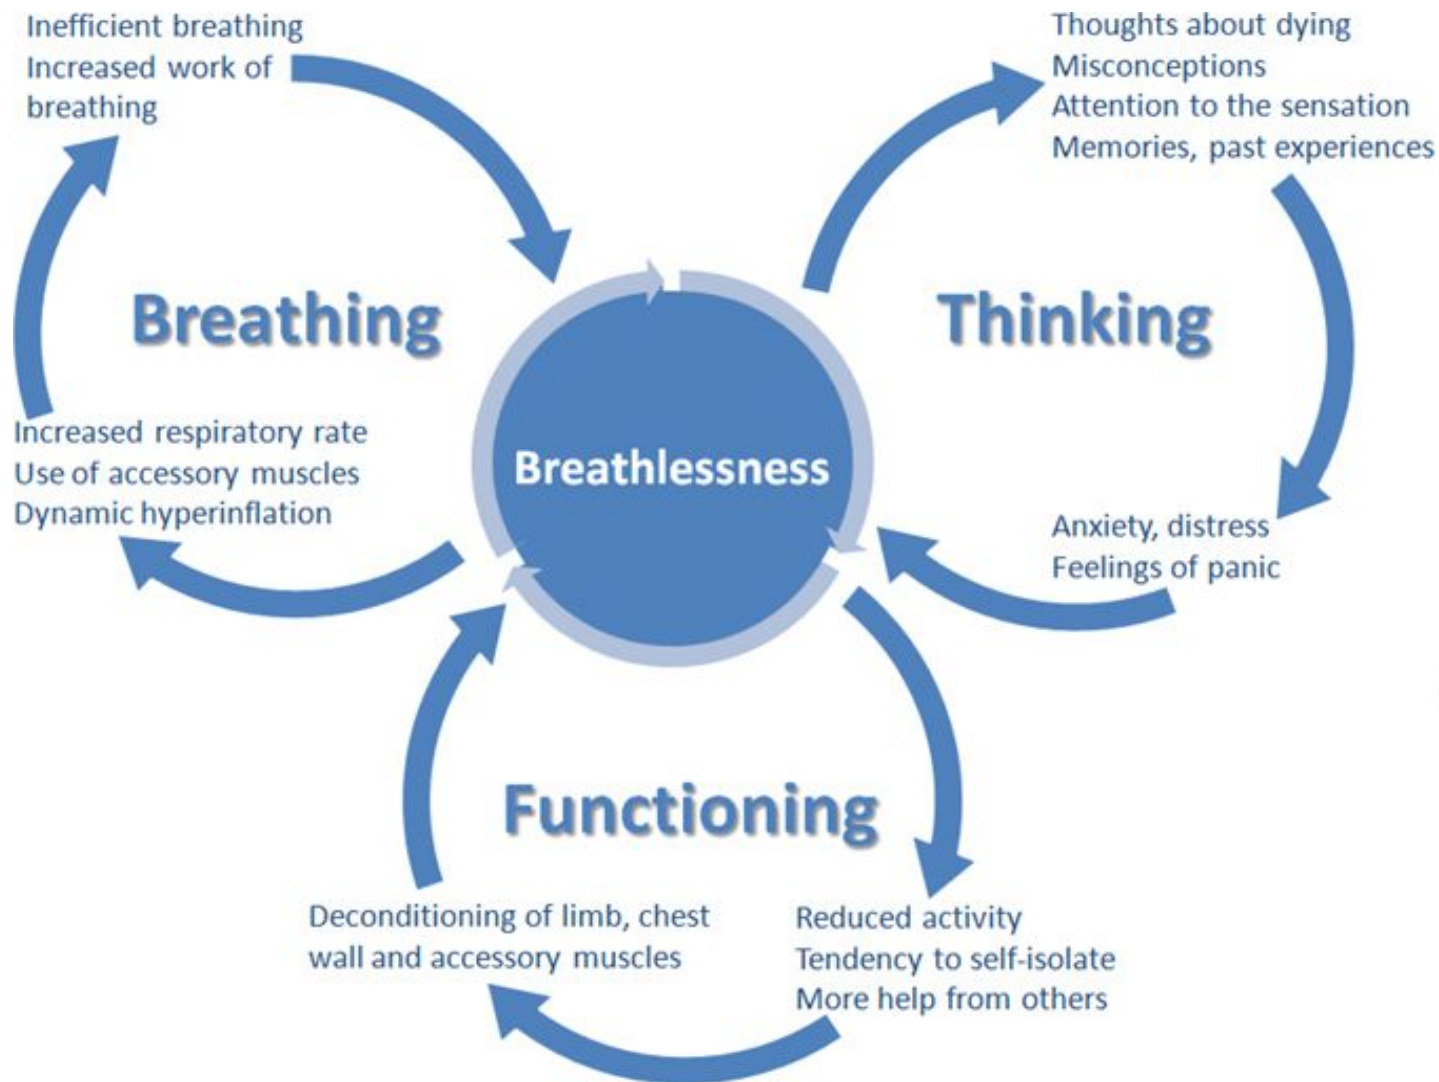 Inefficient breathing
Increased work of
breathing
Thoughts about dying
Misconceptions
Attention to the sensation
Memories, past experiences
Breathing
Thinking
Increased respiratory rate
Use of accessory muscles
Dynamic hyperinflation
Breathlessness
Anxiety, distress
Feelings of panic
Functioning
Deconditioning of limb, chest
wall and accessory muscles
Reduced activity
Tendency to self-isolate
More help from others